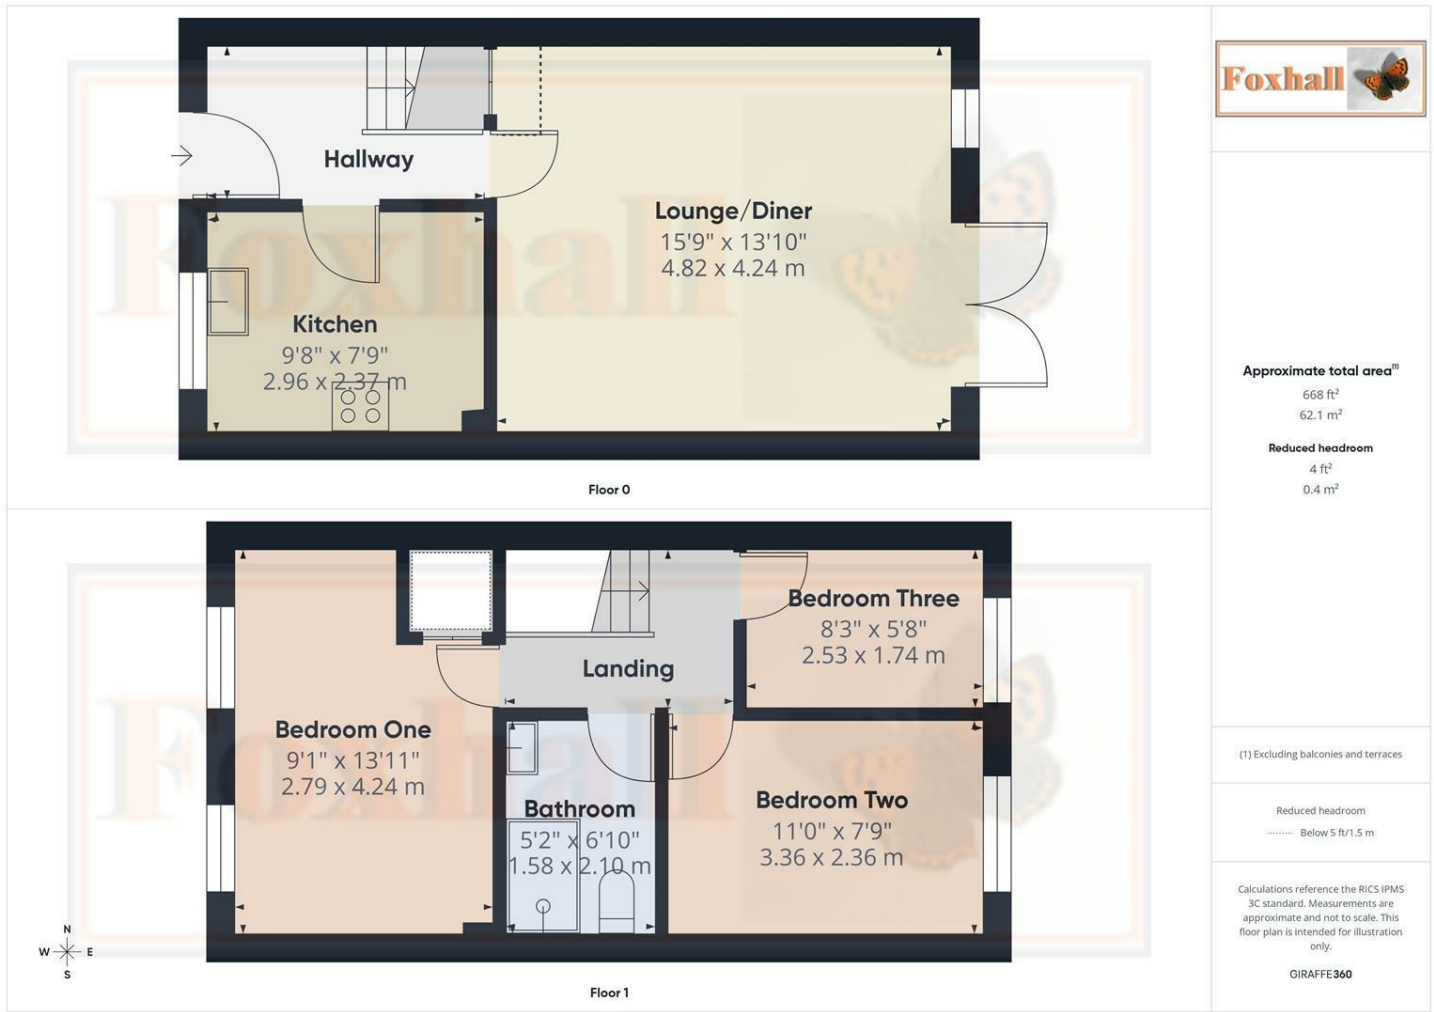 Hallway
Lounge/Diner
15'9" x 13'10"
4.82 x 4.24 m
Kitchen
9'8" x 7'9"
2.96 x 2.37 m
Floor 0
Foxhall
Bedroom Three
8'3" x 5'8"
2.53 x 1.74 m
Landing
Bedroom One
9'1" x 13'11"
2.79 x 4.24 m
Bathroom
5'2" x 6'10"
1.58 x 2.10 m
Bedroom Two
11'0" x 7'9"
3.36 x 2.36 m
N
W E
S
Floor 1
Foxhall
Foxhall
Approximate total area(1)
668 ft²
62.1 m²
Reduced headroom
4 ft²
0.4 m²
(1) Excluding balconies and terraces
Reduced headroom
Below 5 ft/1.5 m
Calculations reference the RICS IPMS
3C standard. Measurements are
approximate and not to scale. This
floor plan is intended for illustration
only.
GIRAFFE360